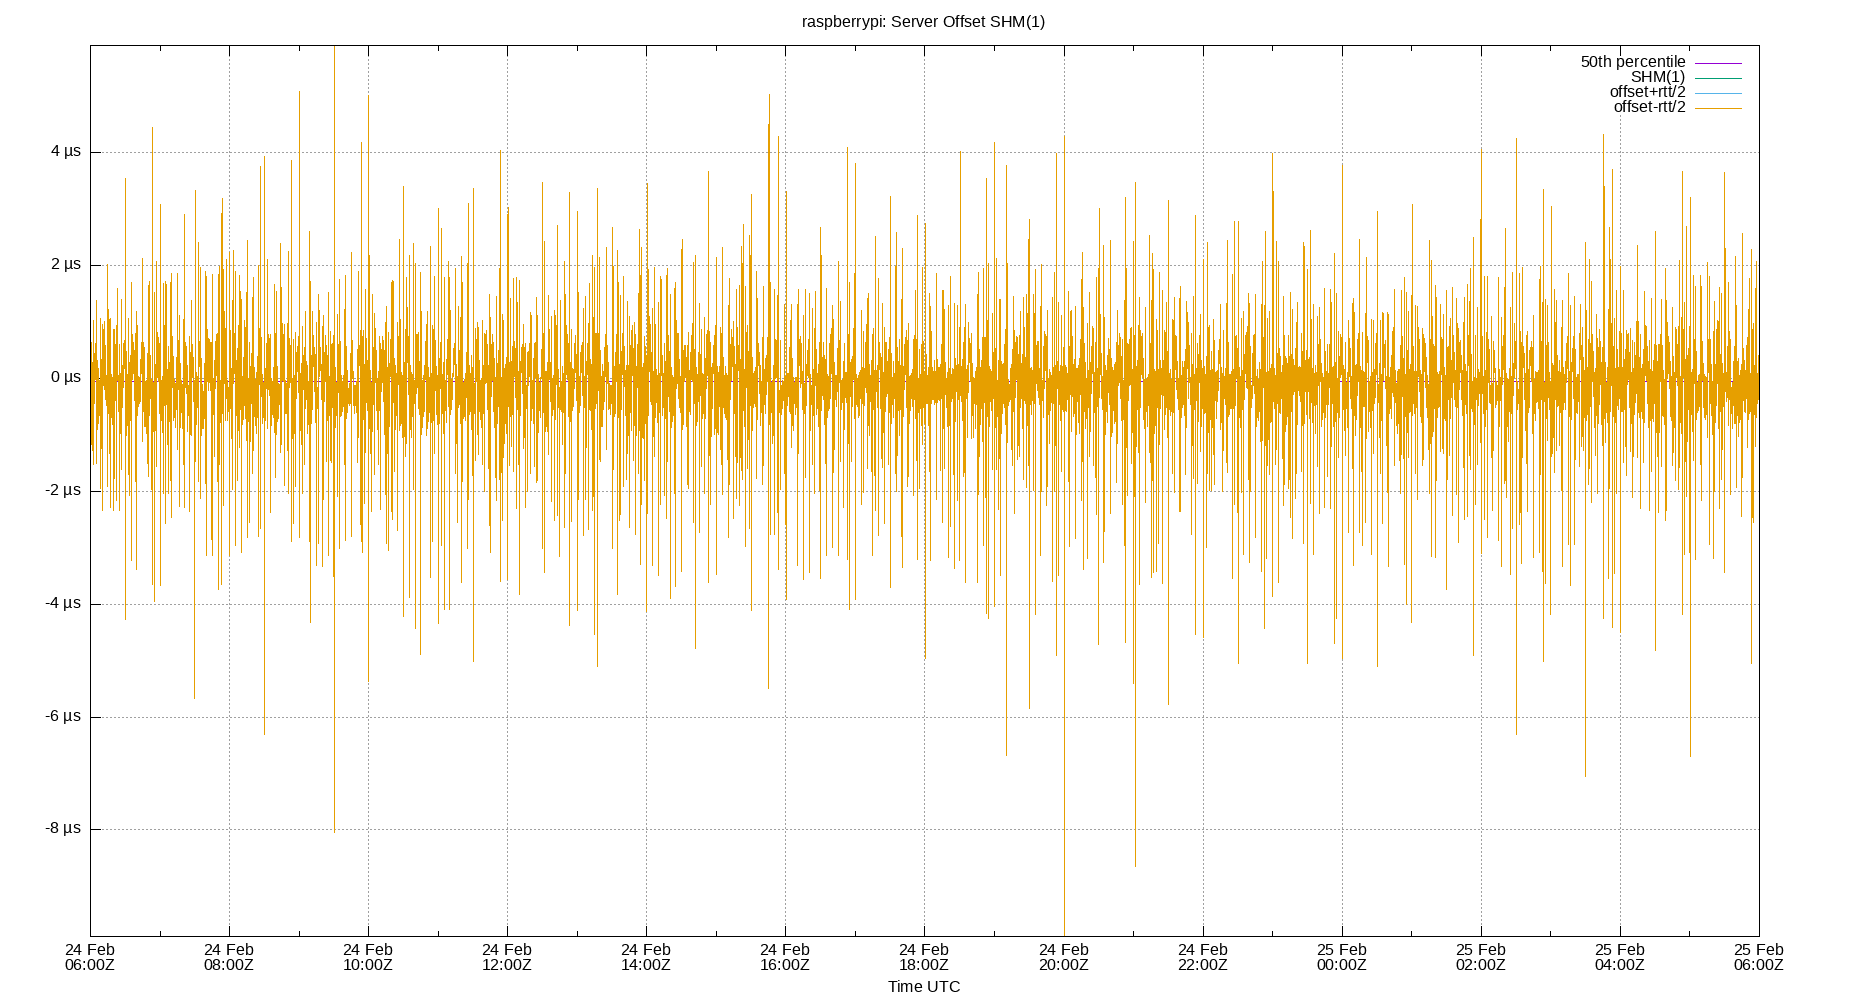 raspberrypi: Server Offset SHM(1)
50th percentile
SHM(1)
offset+rtt/2
offset-rtt/2
4 µs
2 µs
0 µs
-2 µs
-4 µs
-6 µs
-8 µs
24 Feb 24 Feb 24 Feb 24 Feb 24 Feb 24 Feb 24 Feb 24 Feb 24 Feb 25 Feb 25 Feb 25 Feb 25 Feb
06:00Z 08:00Z 10:00Z 12:00Z 14:00Z 16:00Z 18:00Z 20:00Z 22:00Z 00:00Z 02:00Z 04:00Z 06:00Z
Time UTC